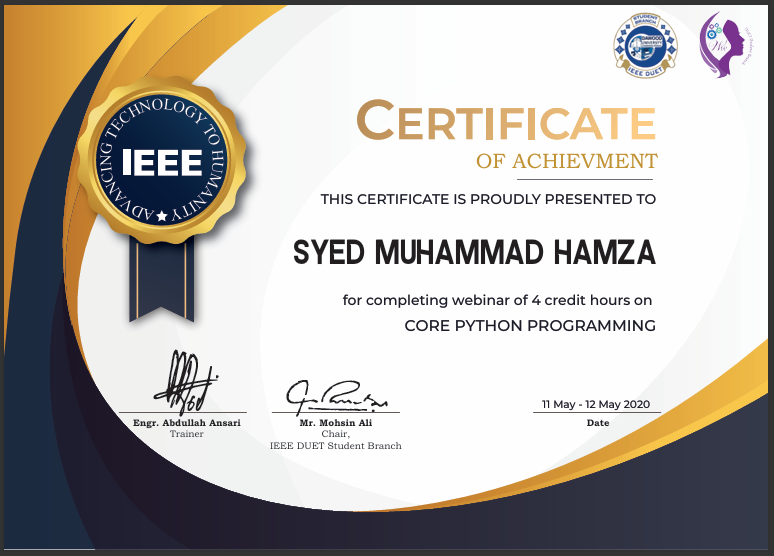 STUDENT
BRANCH
DAWOOD
UNIVERSITY
IEEE DUET
WIE
ADVANCING TECHNOLOGY TO HUMANITY
IEEE
CERTIFICATE
OF ACHIEVMENT
THIS CERTIFICATE IS PROUDLY PRESENTED TO
SYED MUHAMMAD HAMZA
for completing webinar of 4 credit hours on
CORE PYTHON PROGRAMMING
Engr. Abdullah Ansari
Trainer
Mr. Mohsin Ali
Chair,
IEEE DUET Student Branch
11 May - 12 May 2020
Date